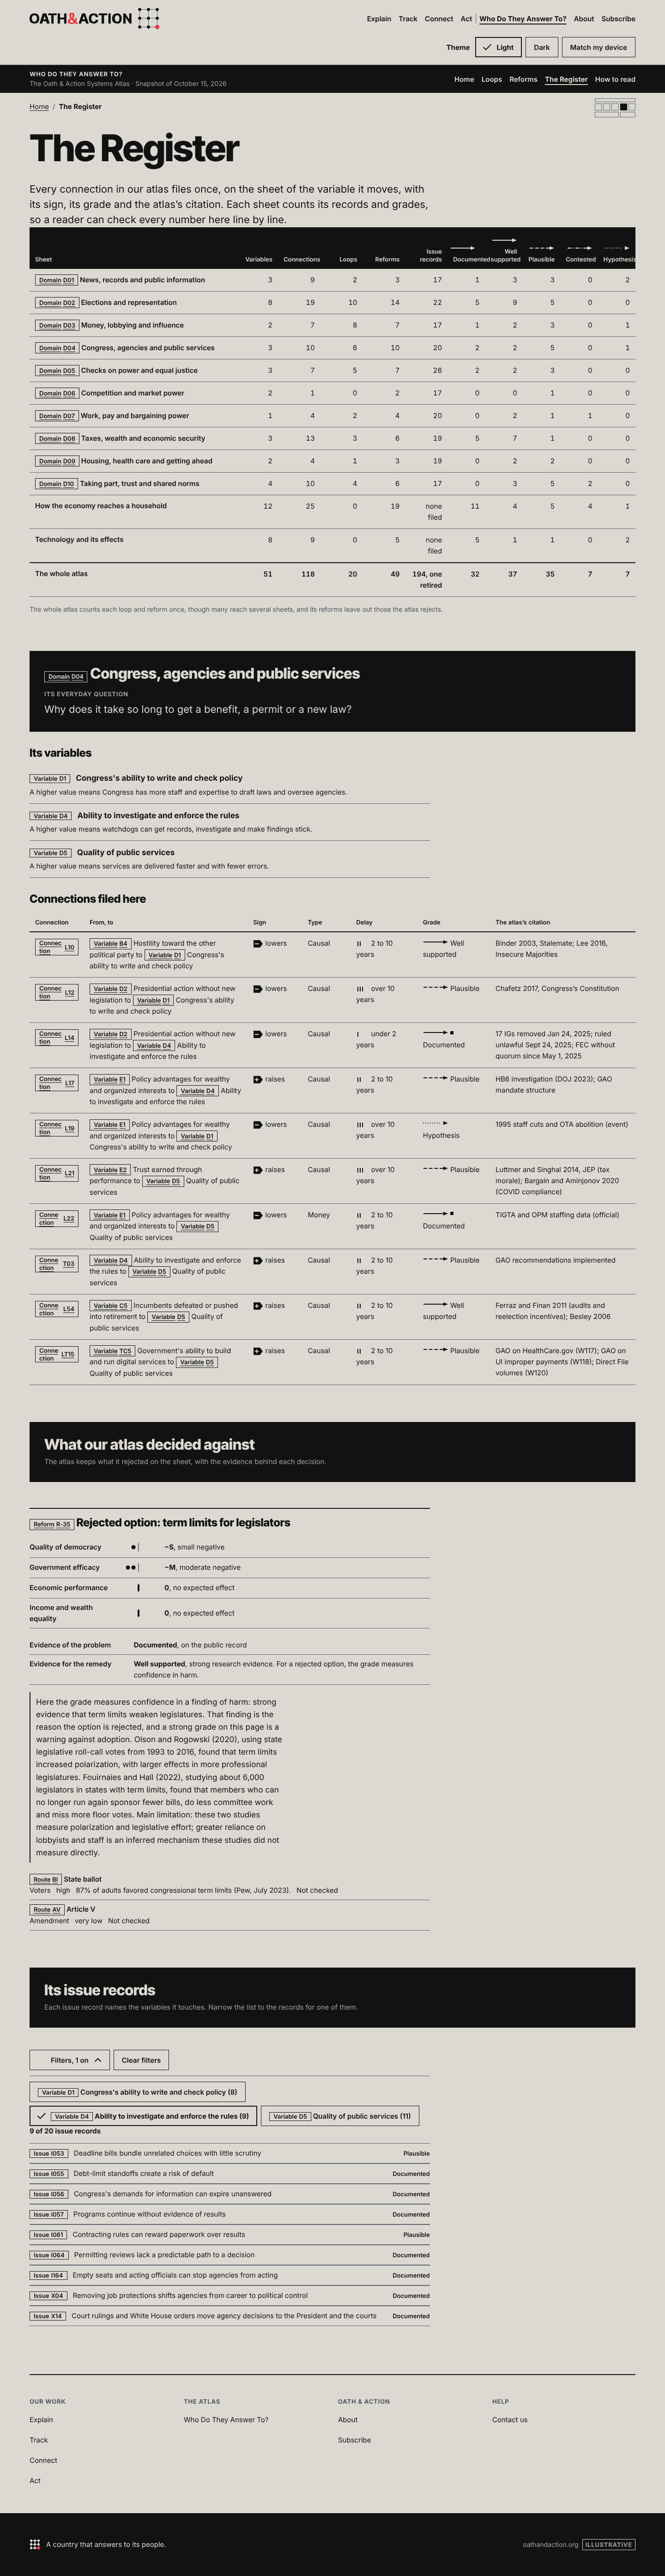 OATH&ACTION
Explain Track Connect Act Who Do They Answer To? About Subscribe
Theme Light Dark Match my device
WHO DO THEY ANSWER TO?
The Oath & Action Systems Atlas · Snapshot of October 15, 2026
Home Loops Reforms The Register How to read
Home / The Register
The Register
Every connection in our atlas files once, on the sheet of the variable it moves, with
its sign, its grade and the atlas's citation. Each sheet counts its records and grades,
so a reader can check every number here line by line.
Sheet Variables Connections Loops Reforms Issue records Documented Well supported Plausible Contested Hypothesis
Domain D01 News, records and public information 3 9 2 3 17 1 3 3 0 2
Domain D02 Elections and representation 8 19 10 14 22 5 9 5 0 0
Domain D03 Money, lobbying and influence 2 7 8 7 17 1 2 3 0 1
Domain D04 Congress, agencies and public services 3 10 6 10 20 2 2 5 0 1
Domain D05 Checks on power and equal justice 3 7 5 7 26 2 2 3 0 0
Domain D06 Competition and market power 2 1 0 2 17 0 0 1 0 0
Domain D07 Work, pay and bargaining power 1 4 2 4 20 0 2 1 1 0
Domain D08 Taxes, wealth and economic security 3 13 3 6 19 5 7 1 0 0
Domain D09 Housing, health care and getting ahead 2 4 1 3 19 0 2 2 0 0
Domain D10 Taking part, trust and shared norms 4 10 4 6 17 0 3 5 2 0
How the economy reaches a household 12 25 0 19 none filed 11 4 5 4 1
Technology and its effects 8 9 0 5 none filed 5 1 1 0 2
The whole atlas 51 118 20 49 194, one retired 32 37 35 7 7
The whole atlas counts each loop and reform once, though many reach several sheets, and its reforms leave out those the atlas rejects.
Domain D04 Congress, agencies and public services
ITS EVERYDAY QUESTION
Why does it take so long to get a benefit, a permit or a new law?
Its variables
Variable D1 Congress's ability to write and check policy
A higher value means Congress has more staff and expertise to draft laws and oversee agencies.
Variable D4 Ability to investigate and enforce the rules
A higher value means watchdogs can get records, investigate and make findings stick.
Variable D5 Quality of public services
A higher value means services are delivered faster and with fewer errors.
Connections filed here
Connection From, to Sign Type Delay Grade The atlas's citation
Connection L10 Variable B4 Hostility toward the other political party to Variable D1 Congress's ability to write and check policy lowers Causal 2 to 10 years Well supported Binder 2003, Stalemate; Lee 2016, Insecure Majorities
Connection L12 Variable D2 Presidential action without new legislation to Variable D1 Congress's ability to write and check policy lowers Causal over 10 years Plausible Chafetz 2017, Congress's Constitution
Connection L14 Variable D2 Presidential action without new legislation to Variable D4 Ability to investigate and enforce the rules lowers Causal under 2 years Documented 17 IGs removed Jan 24, 2025; ruled unlawful Sept 24, 2025; FEC without quorum since May 1, 2025
Connection L17 Variable E1 Policy advantages for wealthy and organized interests to Variable D4 Ability to investigate and enforce the rules raises Causal 2 to 10 years Plausible HB6 investigation (DOJ 2023); GAO mandate structure
Connection L19 Variable E1 Policy advantages for wealthy and organized interests to Variable D1 Congress's ability to write and check policy lowers Causal over 10 years Hypothesis 1995 staff cuts and OTA abolition (event)
Connection L21 Variable E2 Trust earned through performance to Variable D5 Quality of public services raises Causal over 10 years Plausible Luttmer and Singhal 2014, JEP (tax morale); Bargain and Aminjonov 2020 (COVID compliance)
Connection L22 Variable E1 Policy advantages for wealthy and organized interests to Variable D5 Quality of public services lowers Money 2 to 10 years Documented TIGTA and OPM staffing data (official)
Connection T03 Variable D4 Ability to investigate and enforce the rules to Variable D5 Quality of public services raises Causal 2 to 10 years Plausible GAO recommendations implemented
Connection L54 Variable C5 Incumbents defeated or pushed into retirement to Variable D5 Quality of public services raises Causal 2 to 10 years Well supported Ferraz and Finan 2011 (audits and reelection incentives); Besley 2006
Connection LT15 Variable TC5 Government's ability to build and run digital services to Variable D5 Quality of public services raises Causal 2 to 10 years Plausible GAO on HealthCare.gov (W117); GAO on UI improper payments (W118); Direct File volumes (W120)
What our atlas decided against
The atlas keeps what it rejected on the sheet, with the evidence behind each decision.
Reform R-35 Rejected option: term limits for legislators
Quality of democracy −S, small negative
Government efficacy −M, moderate negative
Economic performance 0, no expected effect
Income and wealth equality 0, no expected effect
Evidence of the problem Documented, on the public record
Evidence for the remedy Well supported, strong research evidence. For a rejected option, the grade measures confidence in harm.
Here the grade measures confidence in a finding of harm: strong
evidence that term limits weaken legislatures. That finding is the
reason the option is rejected, and a strong grade on this page is a
warning against adoption. Olson and Rogowski (2020), using state
legislative roll-call votes from 1993 to 2016, found that term limits
increased polarization, with larger effects in more professional
legislatures. Fouirnaies and Hall (2022), studying about 6,000
legislators in states with term limits, found that members who can
no longer run again sponsor fewer bills, do less committee work
and miss more floor votes. Main limitation: these two studies
measure polarization and legislative effort; greater reliance on
lobbyists and staff is an inferred mechanism these studies did not
measure directly.
Route BI State ballot
Voters high 87% of adults favored congressional term limits (Pew, July 2023). Not checked
Route AV Article V
Amendment very low Not checked
Its issue records
Each issue record names the variables it touches. Narrow the list to the records for one of them.
Filters, 1 on Clear filters
Variable D1 Congress's ability to write and check policy (8)
Variable D4 Ability to investigate and enforce the rules (9) Variable D5 Quality of public services (11)
9 of 20 issue records
Issue I053 Deadline bills bundle unrelated choices with little scrutiny Plausible
Issue I055 Debt-limit standoffs create a risk of default Documented
Issue I056 Congress's demands for information can expire unanswered Documented
Issue I057 Programs continue without evidence of results Documented
Issue I061 Contracting rules can reward paperwork over results Plausible
Issue I064 Permitting reviews lack a predictable path to a decision Documented
Issue I164 Empty seats and acting officials can stop agencies from acting Documented
Issue X04 Removing job protections shifts agencies from career to political control Documented
Issue X14 Court rulings and White House orders move agency decisions to the President and the courts Documented
OUR WORK THE ATLAS OATH & ACTION HELP
Explain Who Do They Answer To? About Contact us
Track Subscribe
Connect
Act
A country that answers to its people.
oathandaction.org ILLUSTRATIVE